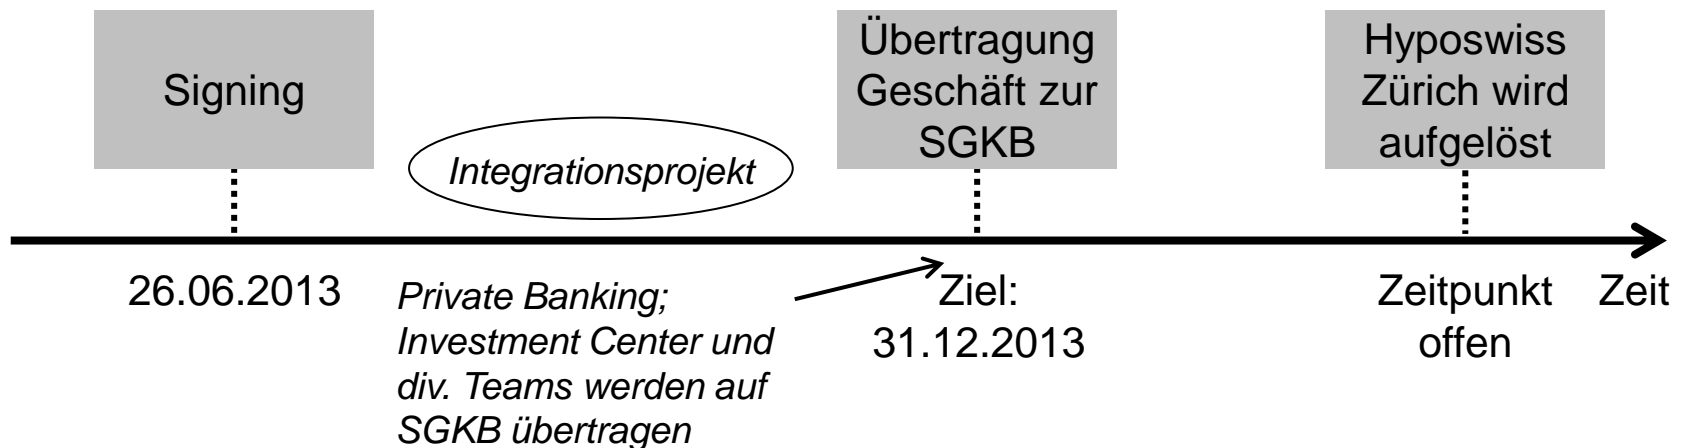 Signing
Integrationsprojekt
Übertragung
Geschäft zur
SGKB
Hyposwiss
Zürich wird
aufgelöst
26.06.2013
Private Banking;
Investment Center und
div. Teams werden auf
SGKB übertragen
Ziel:
31.12.2013
Zeitpunkt
offen
Zeit